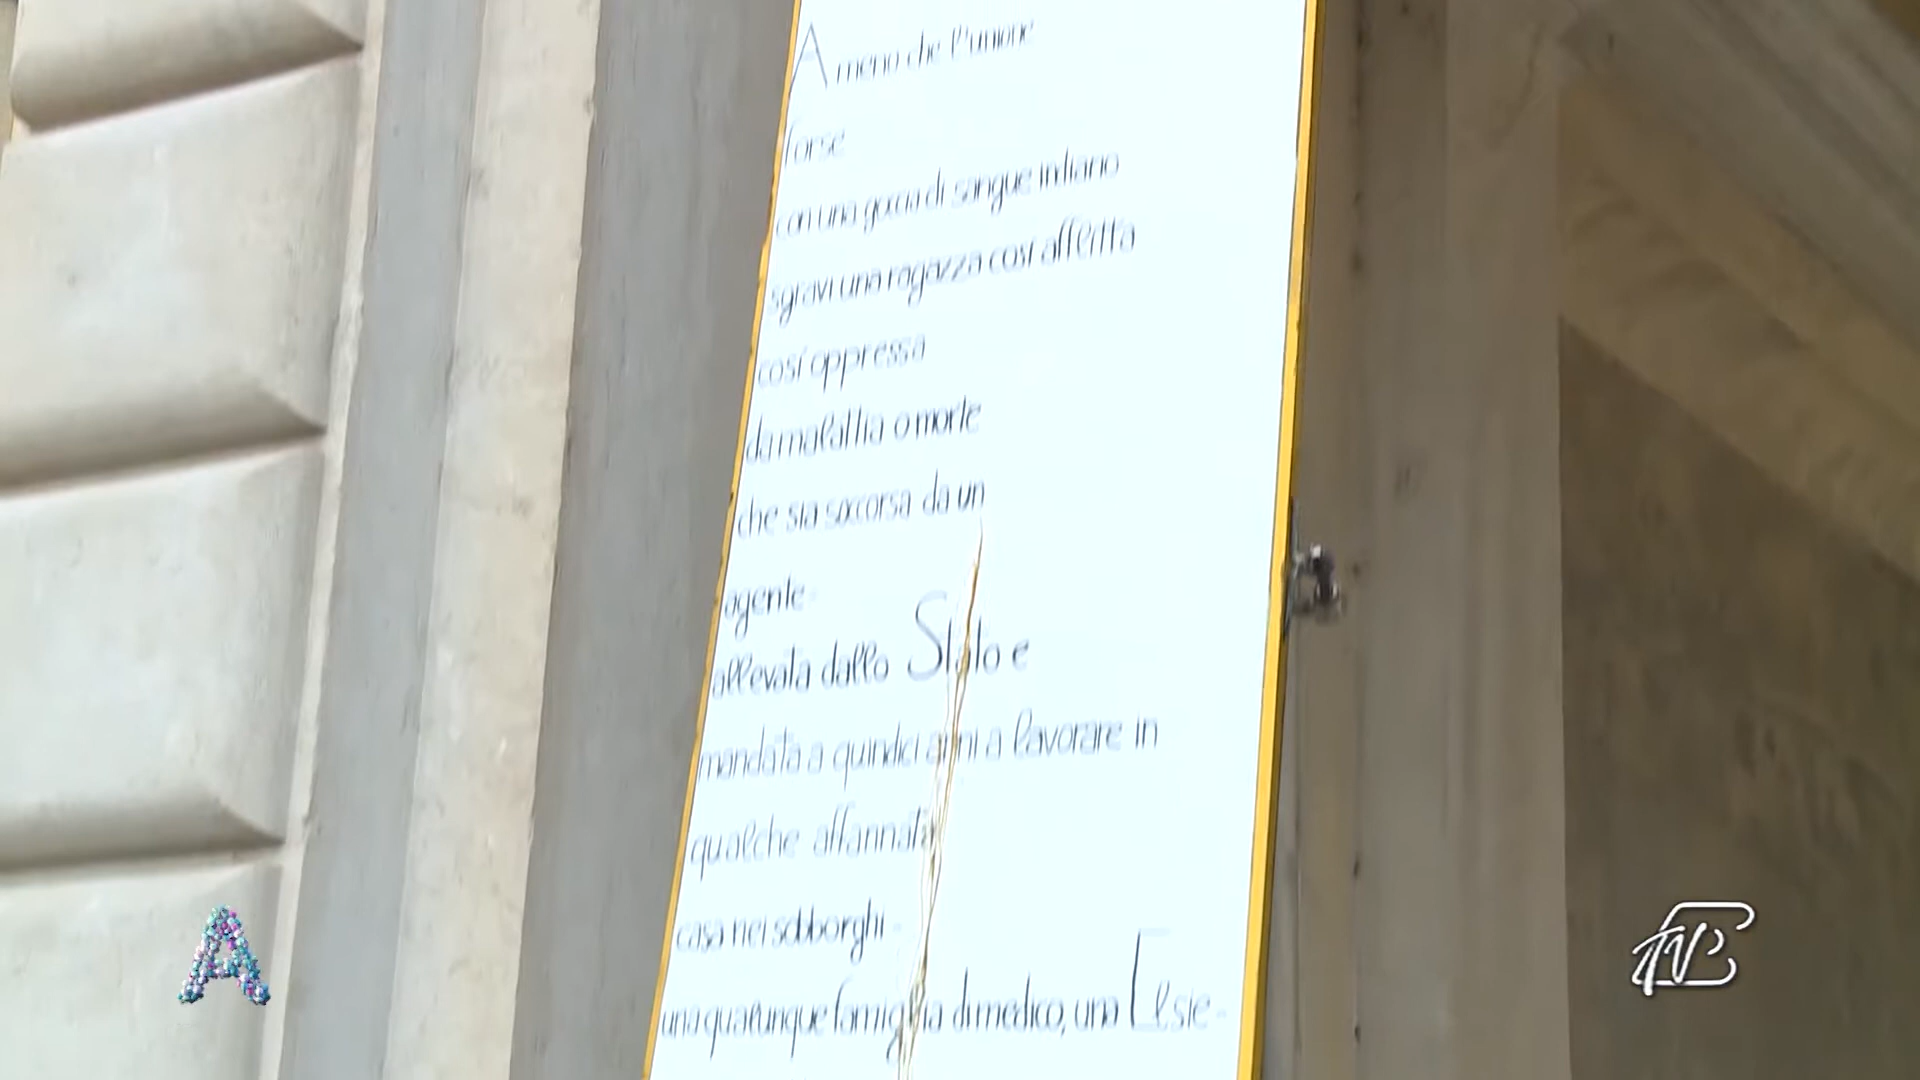 A meno che l'unione
forse
con una goccia di sangue indiano
sgravi una ragazza così afflitta
così oppressa
da malattia o morte
che sia soccorsa da un
agente -
allevata dallo Stato e
mandata a quindici anni a lavorare in
qualche affannata
casa nei sobborghi -
una qualunque famiglia di medico, una Elsie -
A